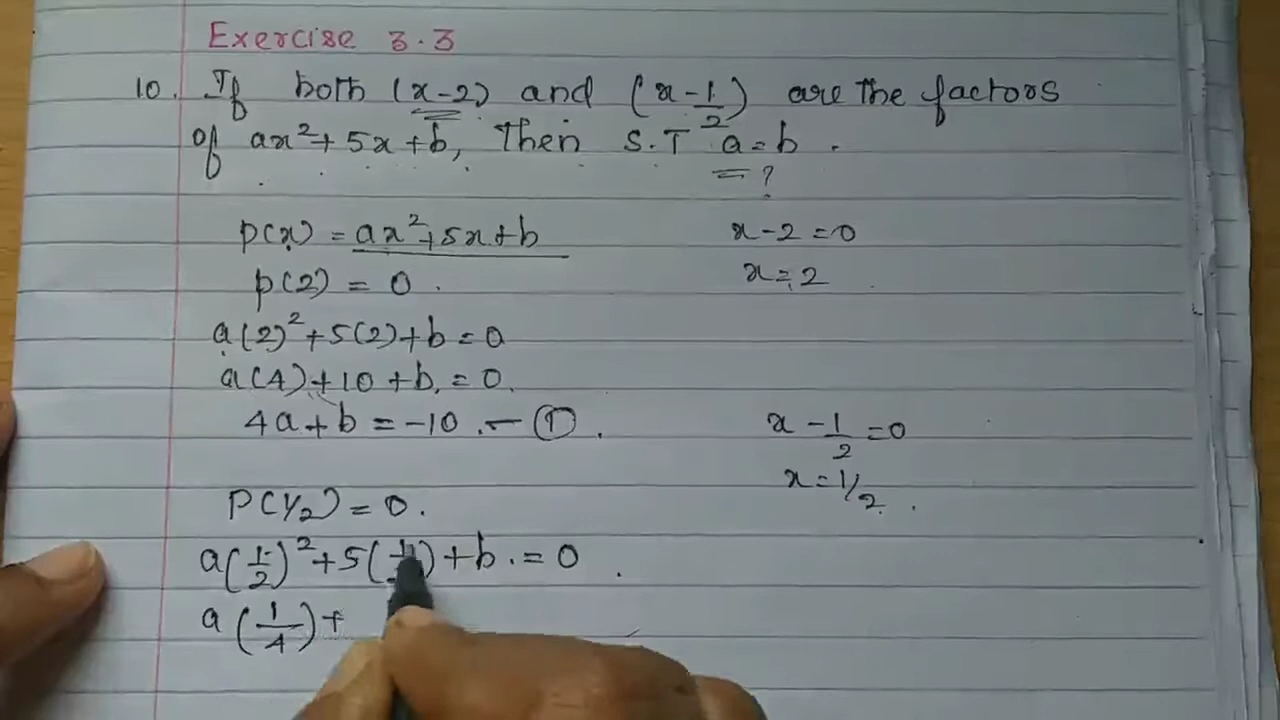 Exercise 3.3
10. If both (x-2) and (x-1/2) are the factors
of ax²+5x+b, Then S.T a=b.
= ?
p(x) = ax²+5x+b
x-2=0
p(2) = 0.
x=2
a(2)²+5(2)+b=0
a(4)+10+b=0.
4a+b=-10.-①.
x-1/2=0
x=1/2.
P(1/2)=0.
a(1/2)²+5(1/2)+b.=0.
a(1/4)+